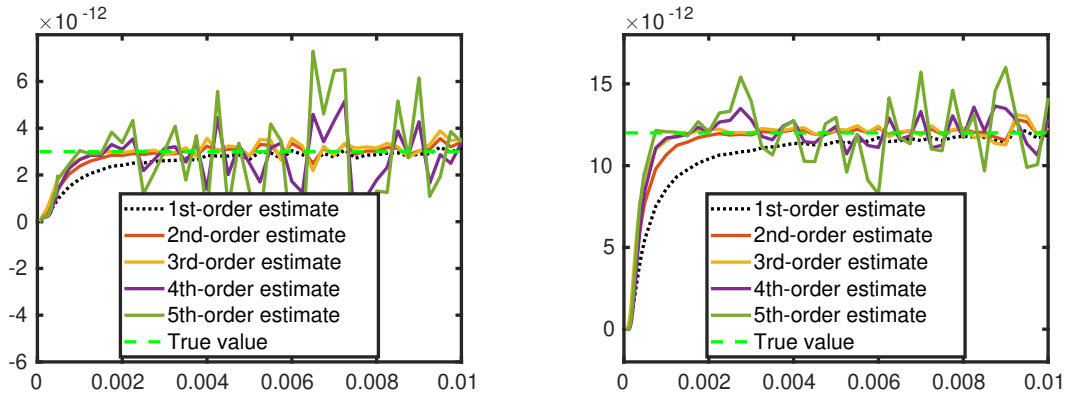 ×10⁻¹²
6
4
2
0
-2
-4
-6
0
0.002
0.004
0.006
0.008
0.01
1st-order estimate
2nd-order estimate
3rd-order estimate
4th-order estimate
5th-order estimate
True value
×10⁻¹²
15
10
5
0
0
0.002
0.004
0.006
0.008
0.01
1st-order estimate
2nd-order estimate
3rd-order estimate
4th-order estimate
5th-order estimate
True value